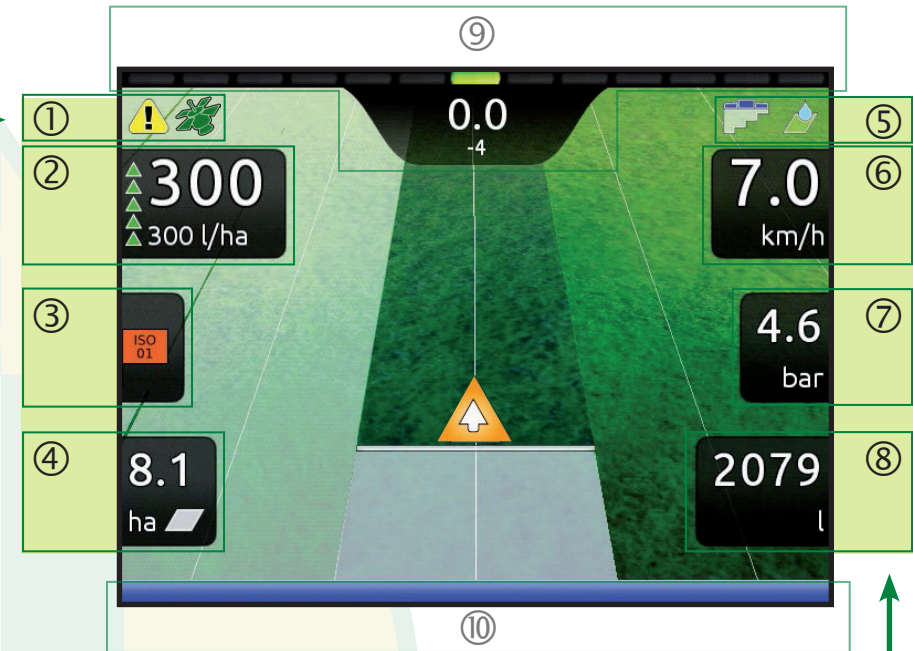 ⑨
① 0.0 ⑤
-4
② 300 7.0 ⑥
300 l/ha km/h
③ 4.6 ⑦
ISO
01
bar
④ 8.1 2079 ⑧
ha l
⑩